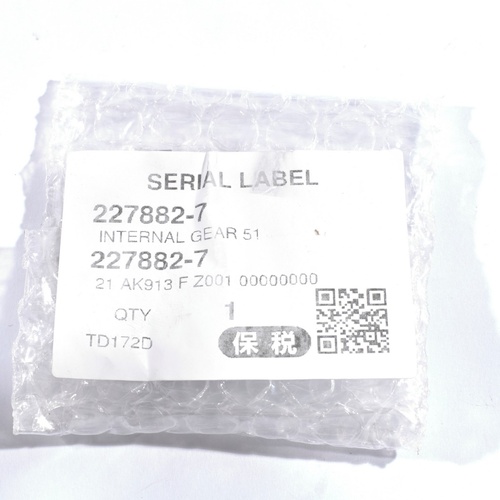 SERIAL LABEL
227882-7
INTERNAL GEAR 51
227882-7
21 AK913 F Z001 00000000
QTY 1
TD172D 保税